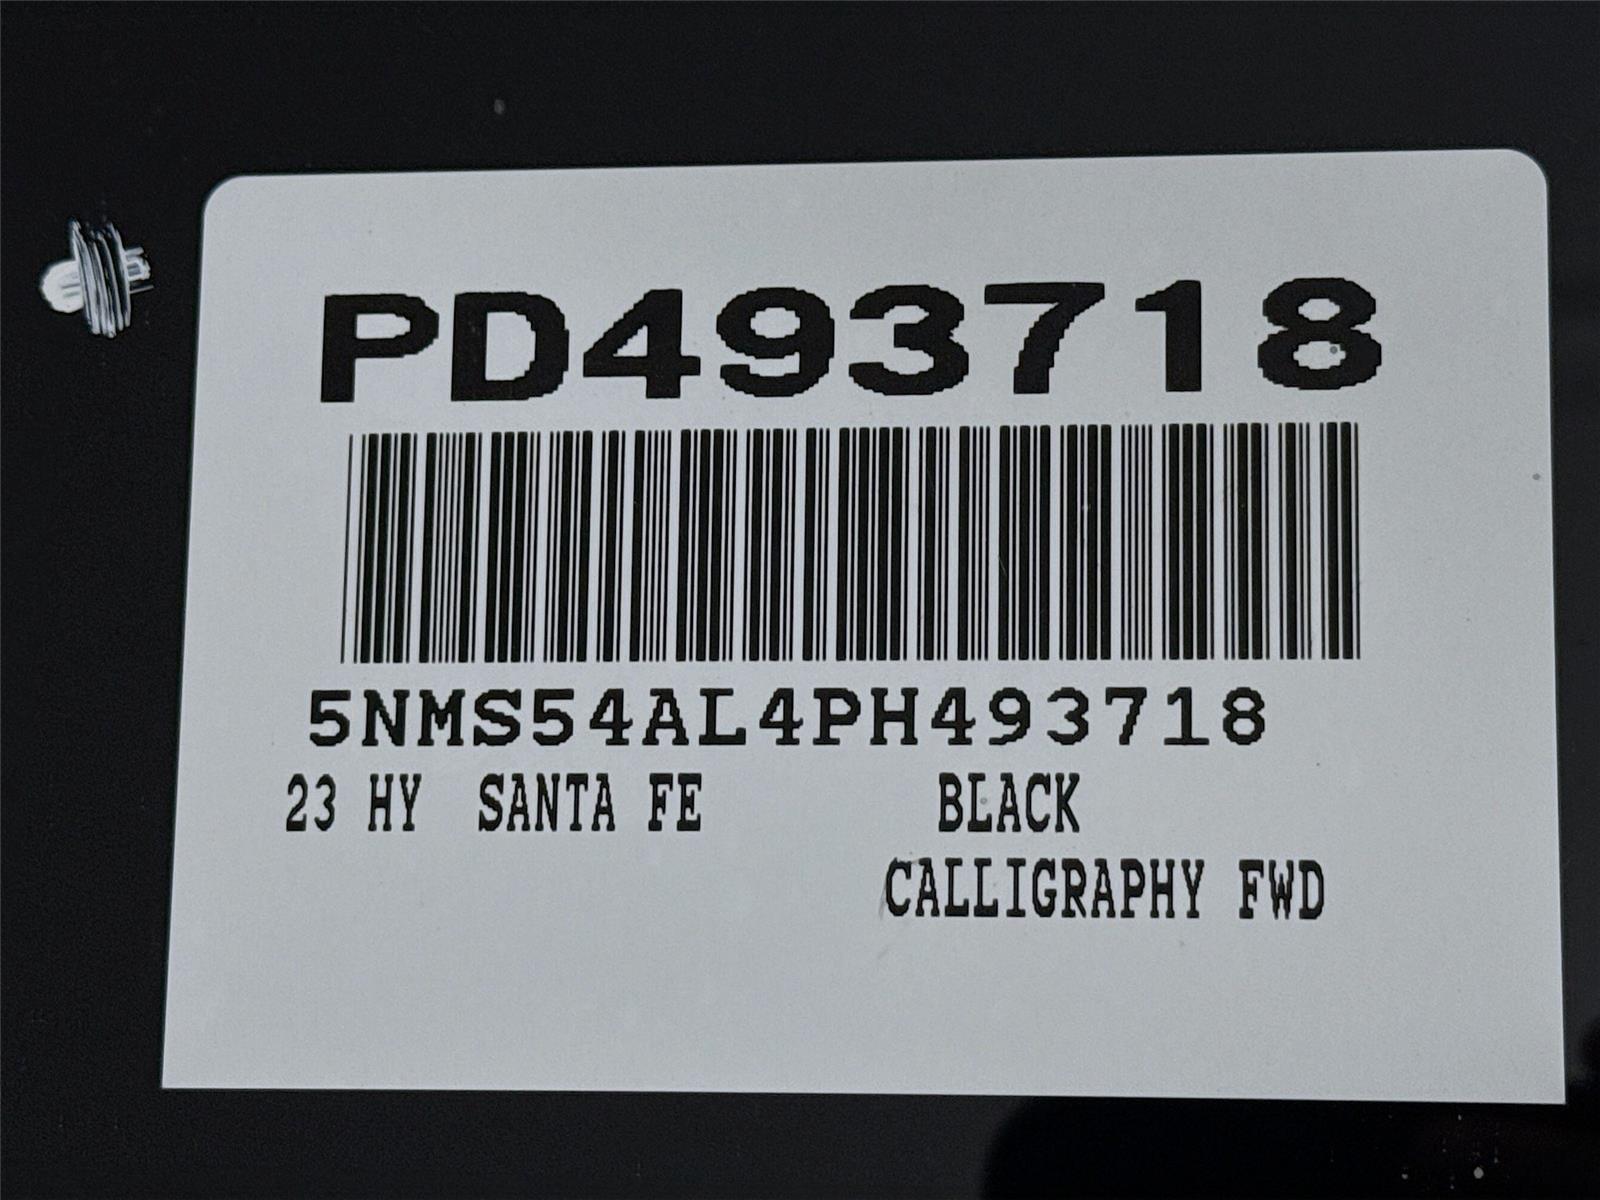 PD493718
5NMS54AL4PH493718
23 HY SANTA FE BLACK
CALLIGRAPHY FWD